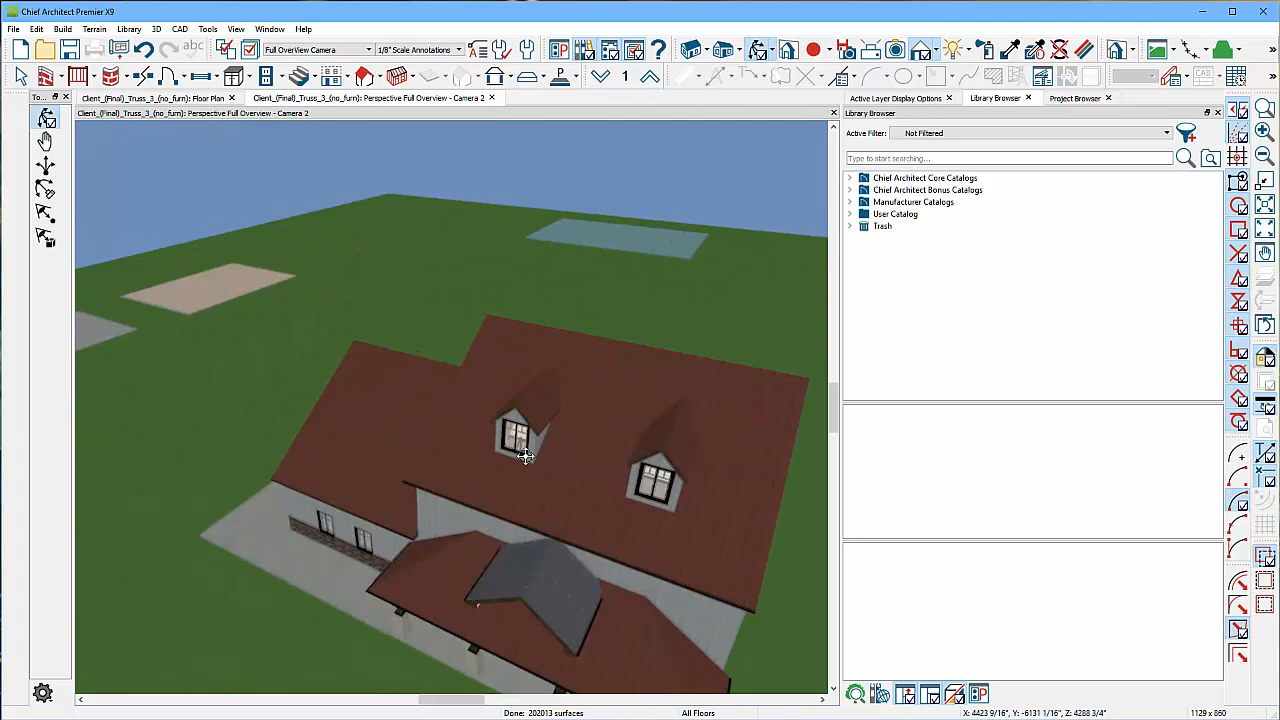 Chief Architect Premier X9
File Edit Build Terrain Library 3D CAD Tools View Window Help
abc Full OverView Camera 1/8" Scale Annotations
1
To... Client_(Final)_Truss_3_(no_furn): Floor Plan Client_(Final)_Truss_3_(no_furn): Perspective Full Overview - Camera 2 Active Layer Display Options Library Browser Project Browser
Client_(Final)_Truss_3_(no_furn): Perspective Full Overview - Camera 2 Library Browser
Active Filter: Not Filtered
Type to start searching...
Chief Architect Core Catalogs
Chief Architect Bonus Catalogs
Manufacturer Catalogs
User Catalog
Trash
Done: 202013 surfaces All Floors X: 4423 9/16", Y: -6131 1/16", Z: 4288 3/4" 1129 x 860